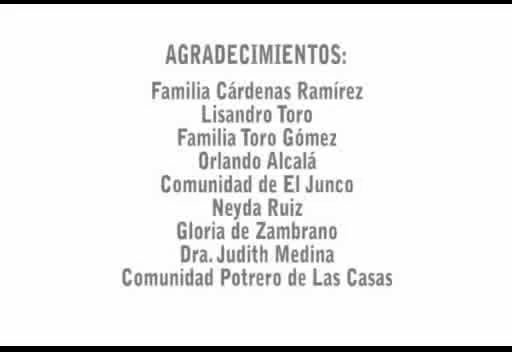 AGRADECIMIENTOS:
Familia Cárdenas Ramírez
Lisandro Toro
Familia Toro Gómez
Orlando Alcalá
Comunidad de El Junco
Neyda Ruiz
Gloria de Zambrano
Dra. Judith Medina
Comunidad Potrero de Las Casas